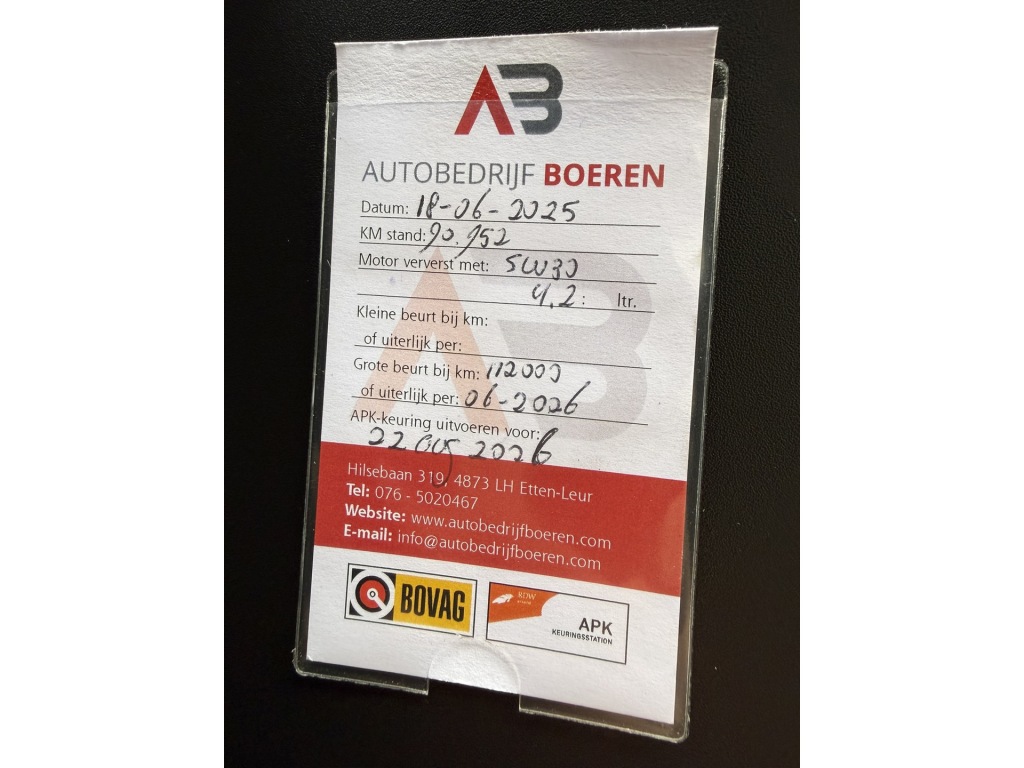 AB
AUTOBEDRIJF BOEREN
Datum: 18-06-2025
KM stand: 90.952
Motor ververst met: 5W30
4,2: ltr.
Kleine beurt bij km:
of uiterlijk per:
Grote beurt bij km: 112000
of uiterlijk per: 06-2026
APK-keuring uitvoeren voor:
22 aug 2026
Hilsebaan 319, 4873 LH Etten-Leur
Tel: 076 - 5020467
Website: www.autobedrijfboeren.com
E-mail: info@autobedrijfboeren.com
BOVAG
RDW
APK
KEURINGSSTATION